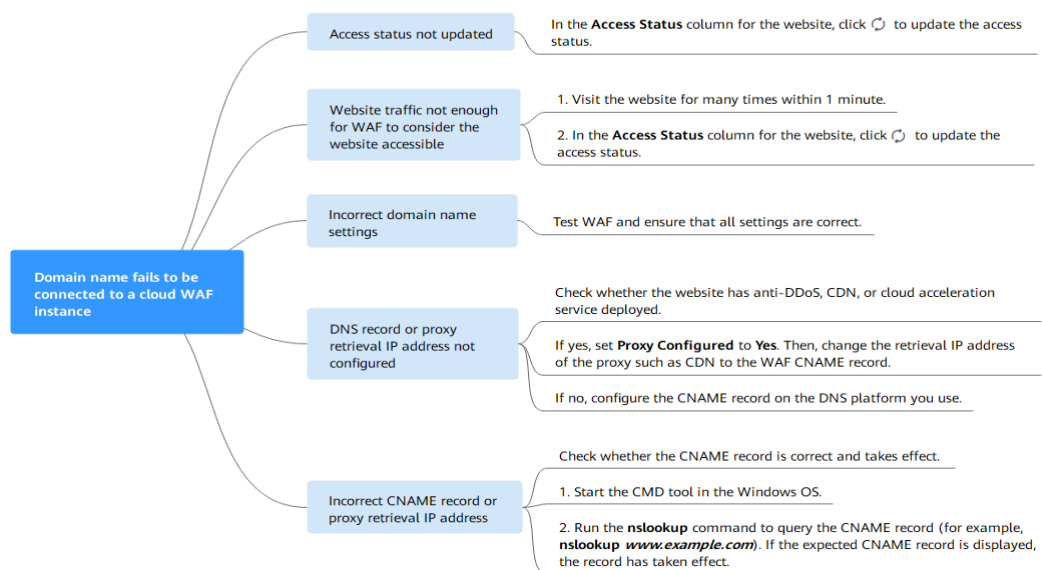 Domain name fails to be
connected to a cloud WAF
instance
Access status not updated
In the Access Status column for the website, click to update the access
status.
Website traffic not enough
for WAF to consider the
website accessible
1. Visit the website for many times within 1 minute.
2. In the Access Status column for the website, click to update the
access status.
Incorrect domain name
settings
Test WAF and ensure that all settings are correct.
DNS record or proxy
retrieval IP address not
configured
Check whether the website has anti-DDoS, CDN, or cloud acceleration
service deployed.
If yes, set Proxy Configured to Yes. Then, change the retrieval IP address
of the proxy such as CDN to the WAF CNAME record.
If no, configure the CNAME record on the DNS platform you use.
Incorrect CNAME record or
proxy retrieval IP address
Check whether the CNAME record is correct and takes effect.
1. Start the CMD tool in the Windows OS.
2. Run the nslookup command to query the CNAME record (for example,
nslookup www.example.com). If the expected CNAME record is displayed,
the record has taken effect.